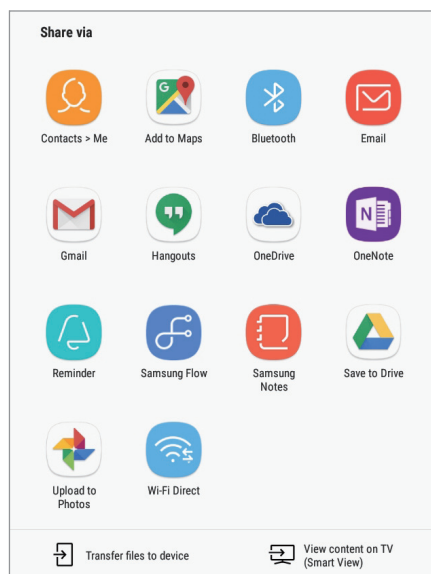 Share via
Contacts > Me
Add to Maps
Bluetooth
Email
Gmail
Hangouts
OneDrive
OneNote
Reminder
Samsung Flow
Samsung
Notes
Save to Drive
Upload to
Photos
Wi-Fi Direct
Transfer files to device
View content on TV
(Smart View)